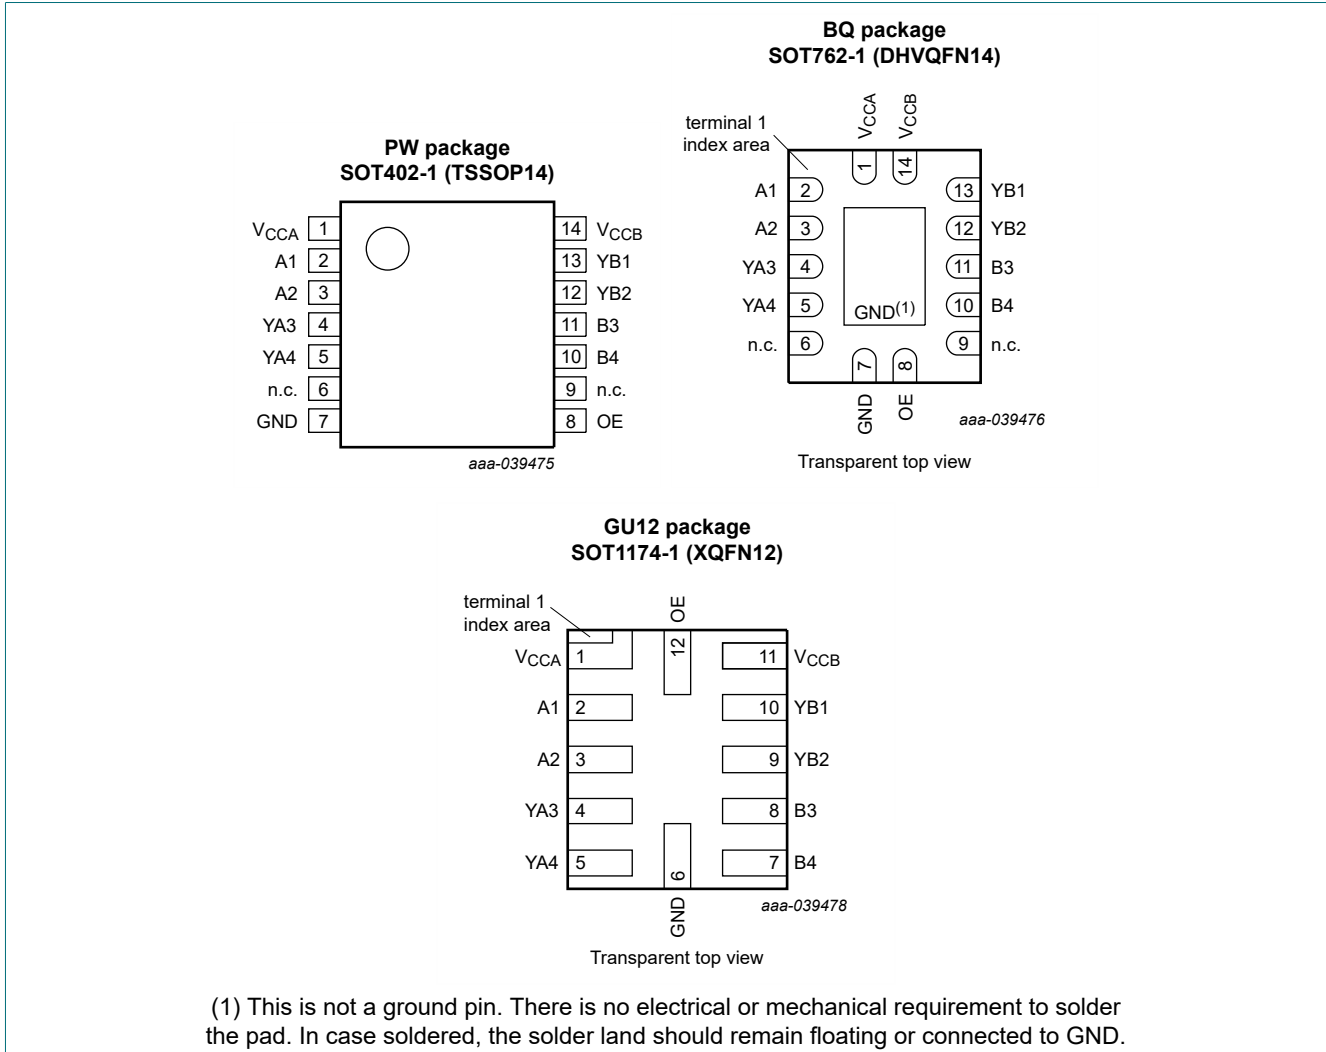 BQ package
SOT762-1 (DHVQFN14)
VCCA
VCCB
terminal 1
index area
1
14
A1 2
13 YB1
A2 3
12 YB2
YA3 4
11 B3
YA4 5
10 B4
GND(1)
n.c. 6
9 n.c.
7
8
GND
OE
aaa-039476
Transparent top view
PW package
SOT402-1 (TSSOP14)
VCCA 1
14 VCCB
A1 2
13 YB1
A2 3
12 YB2
YA3 4
11 B3
YA4 5
10 B4
n.c. 6
9 n.c.
GND 7
8 OE
aaa-039475
GU12 package
SOT1174-1 (XQFN12)
terminal 1
index area
OE
12
VCCA 1
11 VCCB
A1 2
10 YB1
A2 3
9 YB2
YA3 4
8 B3
YA4 5
7 B4
6
GND
aaa-039478
Transparent top view
(1) This is not a ground pin. There is no electrical or mechanical requirement to solder
the pad. In case soldered, the solder land should remain floating or connected to GND.